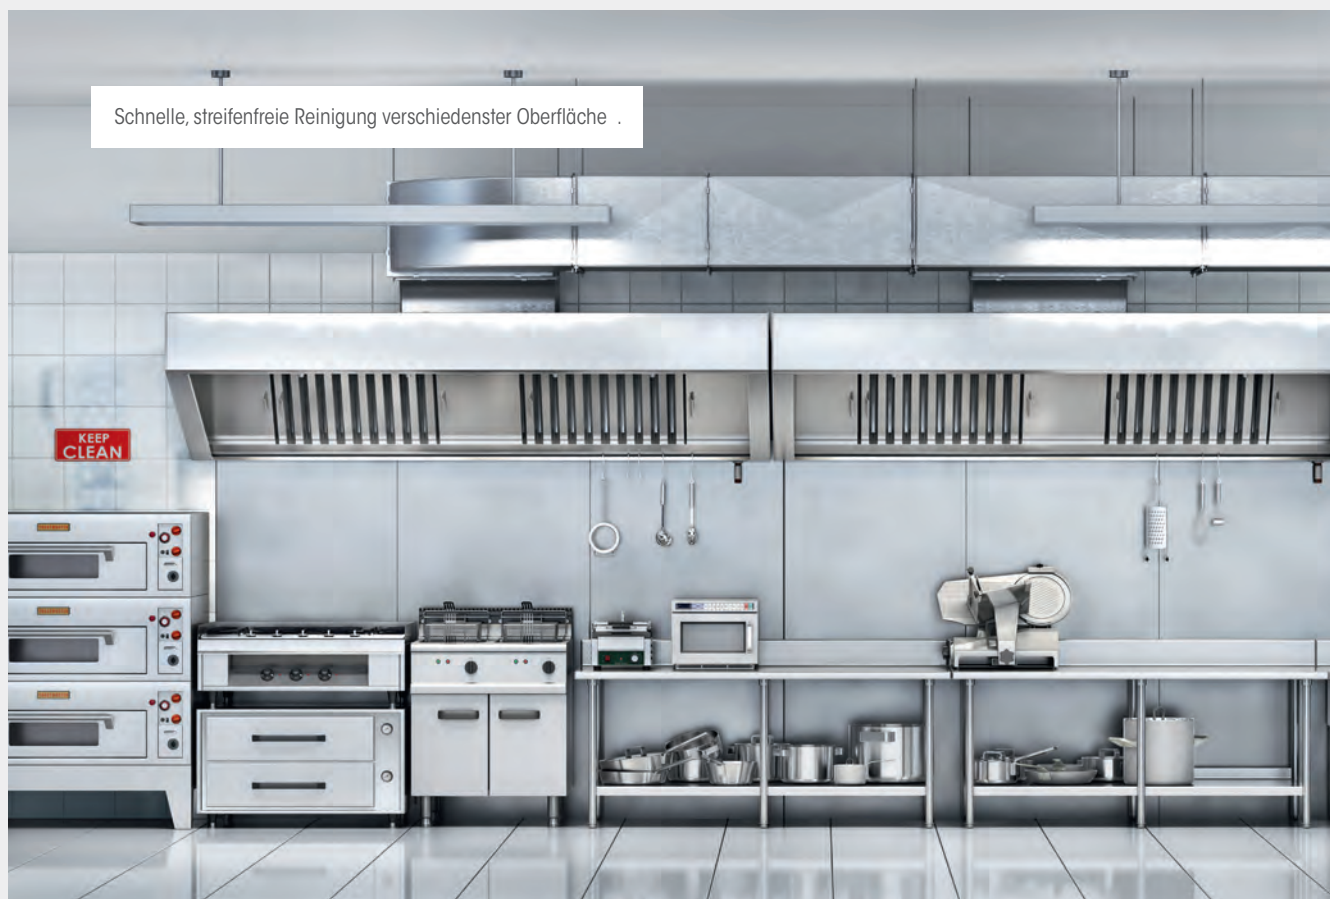 Schnelle, streifenfreie Reinigung verschiedenster Oberfläche .
KEEP
CLEAN